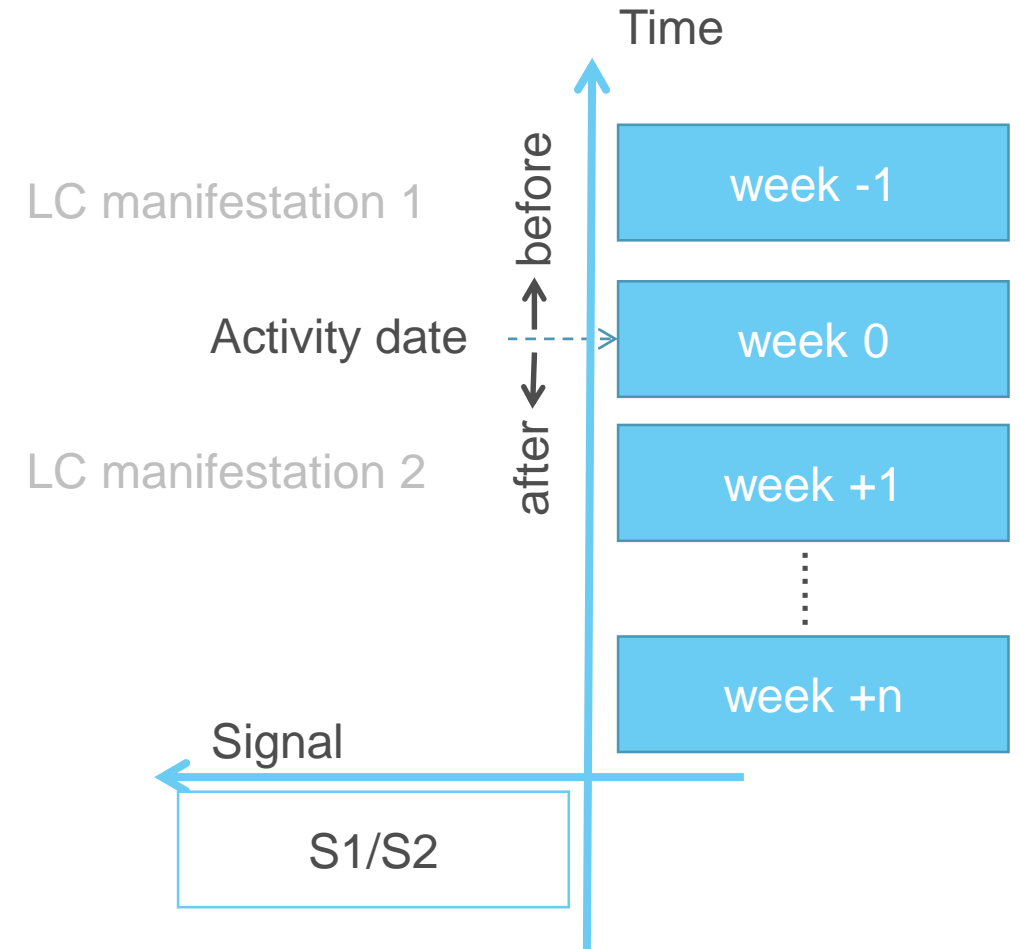 Time
before
week -1
LC manifestation 1
Activity date
week 0
after
LC manifestation 2
week +1
week +n
Signal
S1/S2